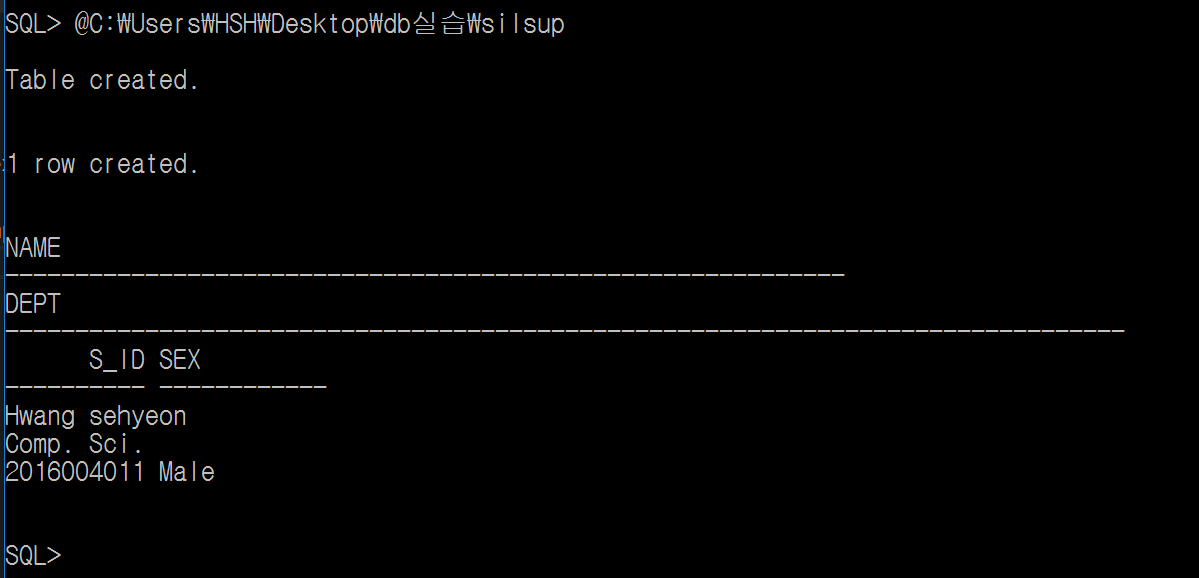 SQL> @C:₩Users₩HSH₩Desktop₩db실습₩silsup
Table created.
1 row created.
NAME
------------------------------------------------------------
DEPT
--------------------------------------------------------------------------------
      S_ID SEX
---------- ------------
Hwang sehyeon
Comp. Sci.
2016004011 Male
SQL>